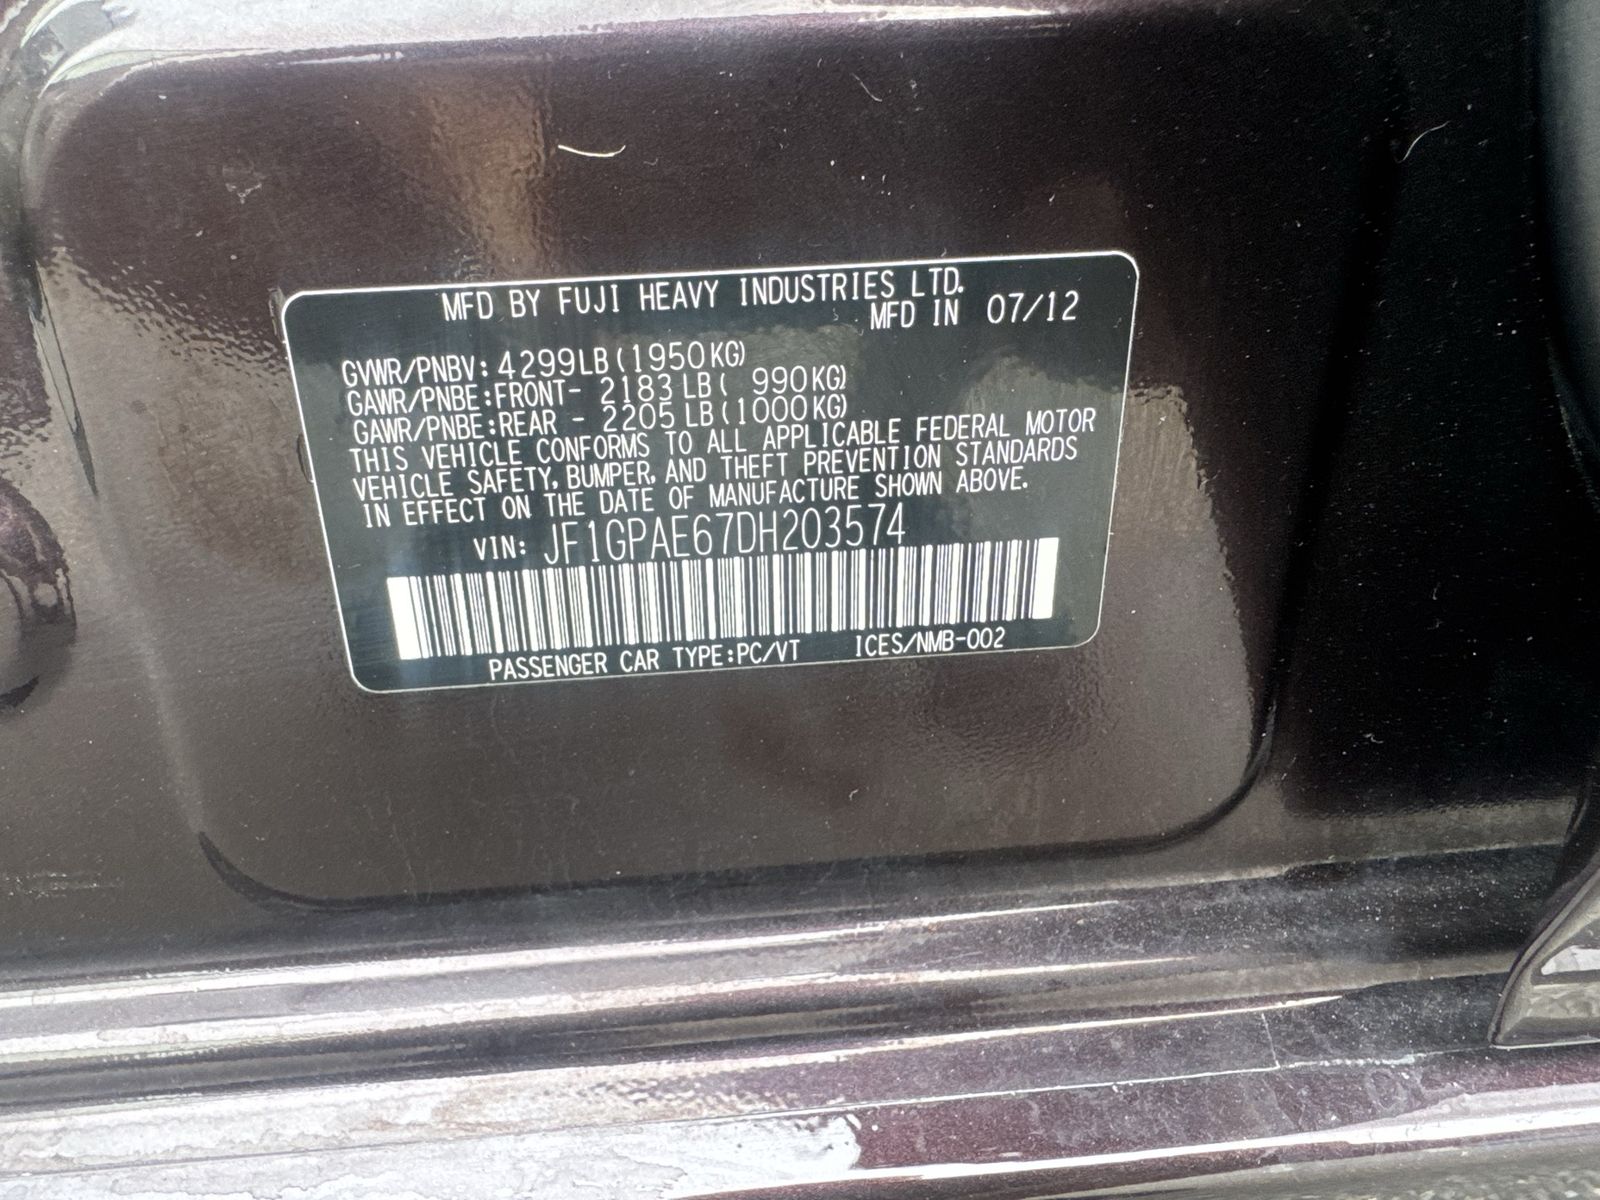 MFD BY FUJI HEAVY INDUSTRIES LTD.
MFD IN 07/12
GVWR/PNBV: 4299LB(1950KG)
GAWR/PNBE:FRONT- 2183 LB( 990KG)
GAWR/PNBE:REAR - 2205 LB(1000KG)
THIS VEHICLE CONFORMS TO ALL APPLICABLE FEDERAL MOTOR
VEHICLE SAFETY, BUMPER, AND THEFT PREVENTION STANDARDS
IN EFFECT ON THE DATE OF MANUFACTURE SHOWN ABOVE.
VIN: JF1GPAE67DH203574
PASSENGER CAR TYPE:PC/VT ICES/NMB-002